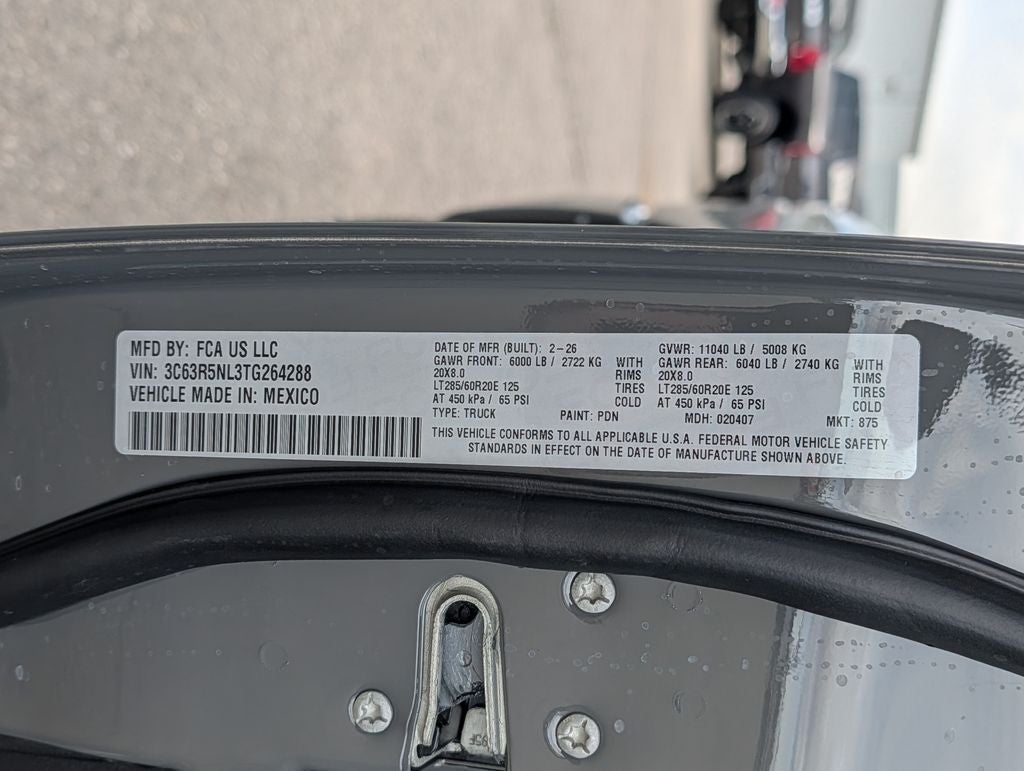 MFD BY: FCA US LLC
VIN: 3C63R5NL3TG264288
VEHICLE MADE IN: MEXICO
DATE OF MFR (BUILT): 2-26
GAWR FRONT: 6000 LB / 2722 KG WITH
20X8.0 RIMS
LT285/60R20E 125 TIRES
AT 450 kPa / 65 PSI COLD
TYPE: TRUCK PAINT: PDN
GVWR: 11040 LB / 5008 KG
GAWR REAR: 6040 LB / 2740 KG WITH
20X8.0 RIMS
LT285/60R20E 125 TIRES
AT 450 kPa / 65 PSI COLD
MDH: 020407 MKT: 875
THIS VEHICLE CONFORMS TO ALL APPLICABLE U.S.A. FEDERAL MOTOR VEHICLE SAFETY
STANDARDS IN EFFECT ON THE DATE OF MANUFACTURE SHOWN ABOVE.